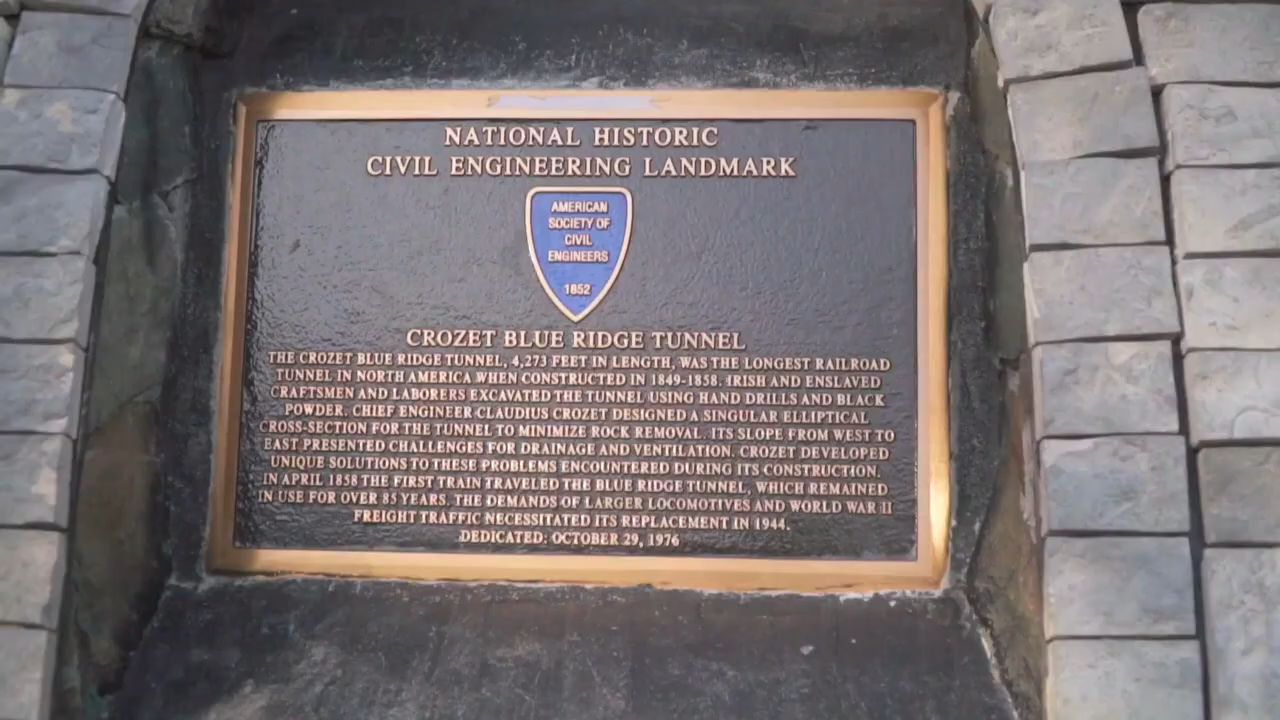 NATIONAL HISTORIC
CIVIL ENGINEERING LANDMARK
AMERICAN
SOCIETY OF
CIVIL
ENGINEERS
1852
CROZET BLUE RIDGE TUNNEL
THE CROZET BLUE RIDGE TUNNEL, 4,273 FEET IN LENGTH, WAS THE LONGEST RAILROAD
TUNNEL IN NORTH AMERICA WHEN CONSTRUCTED IN 1849-1858. IRISH AND ENSLAVED
CRAFTSMEN AND LABORERS EXCAVATED THE TUNNEL USING HAND DRILLS AND BLACK
POWDER. CHIEF ENGINEER CLAUDIUS CROZET DESIGNED A SINGULAR ELLIPTICAL
CROSS-SECTION FOR THE TUNNEL TO MINIMIZE ROCK REMOVAL. ITS SLOPE FROM WEST TO
EAST PRESENTED CHALLENGES FOR DRAINAGE AND VENTILATION. CROZET DEVELOPED
UNIQUE SOLUTIONS TO THESE PROBLEMS ENCOUNTERED DURING ITS CONSTRUCTION.
IN APRIL 1858 THE FIRST TRAIN TRAVELED THE BLUE RIDGE TUNNEL, WHICH REMAINED
IN USE FOR OVER 85 YEARS. THE DEMANDS OF LARGER LOCOMOTIVES AND WORLD WAR II
FREIGHT TRAFFIC NECESSITATED ITS REPLACEMENT IN 1944.
DEDICATED: OCTOBER 29, 1976